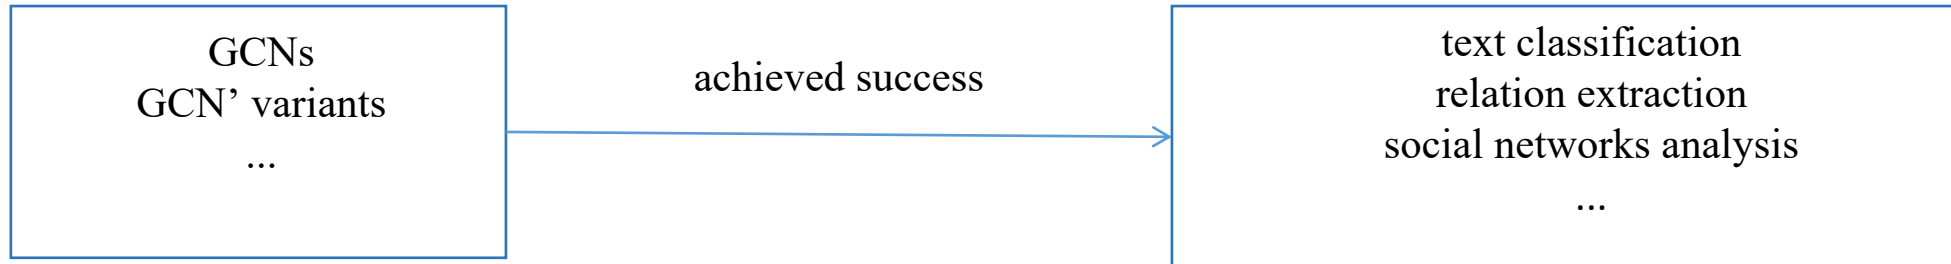 GCNs
GCN’ variants
...
achieved success
text classification
relation extraction
social networks analysis
...